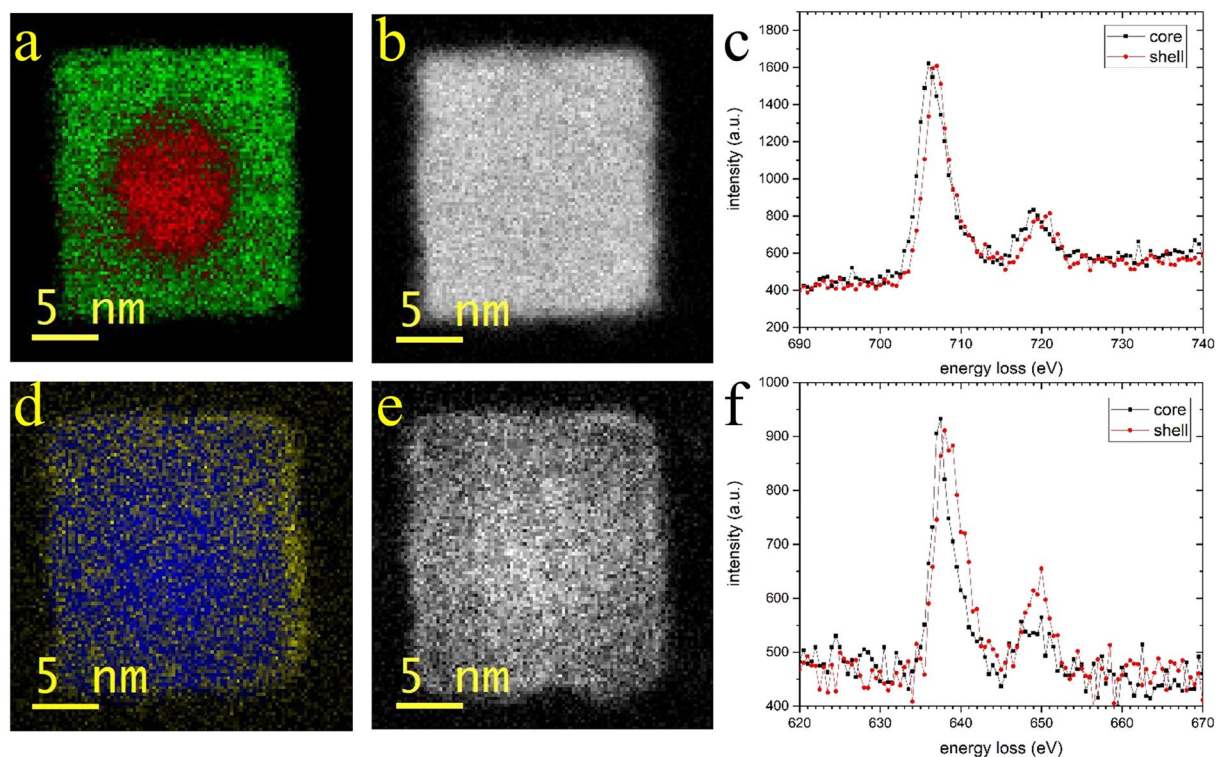 a
5 nm
b
5 nm
c
core
shell
1800
1600
1400
1200
1000
800
600
400
200
690
700
710
720
730
740
intensity (a.u.)
energy loss (eV)
d
5 nm
e
5 nm
f
core
shell
1000
900
800
700
600
500
400
620
630
640
650
660
670
intensity (a.u.)
energy loss (eV)